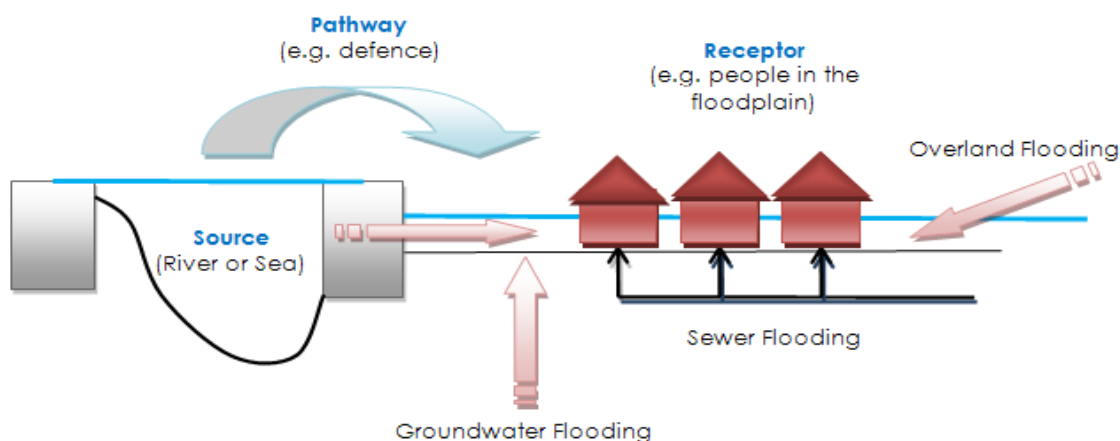 Pathway
(e.g. defence)
Receptor
(e.g. people in the
floodplain)
Overland Flooding
Source
(River or Sea)
Sewer Flooding
Groundwater Flooding